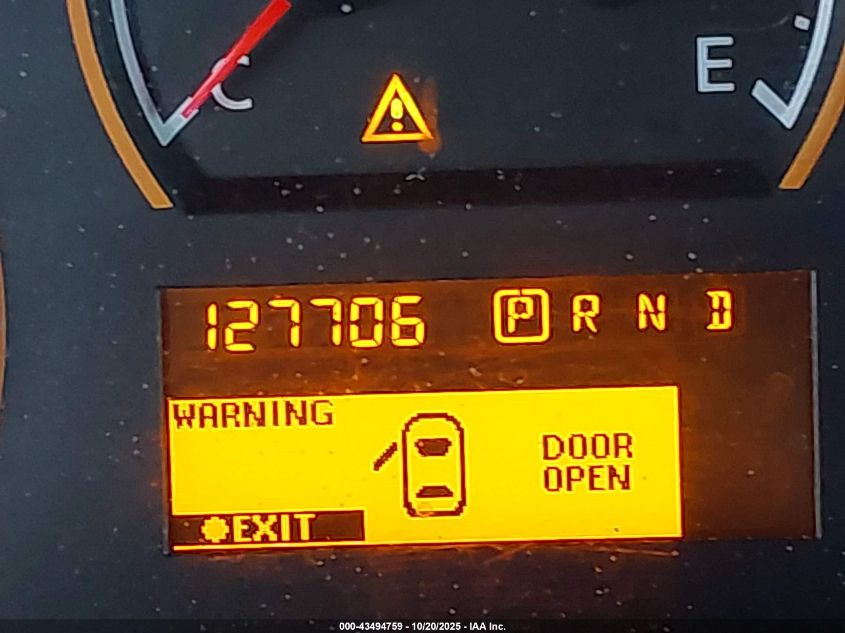 C
E
127706 P R N D
WARNING
DOOR
OPEN
EXIT
000-43494759 - 10/20/2025 - IAA Inc.